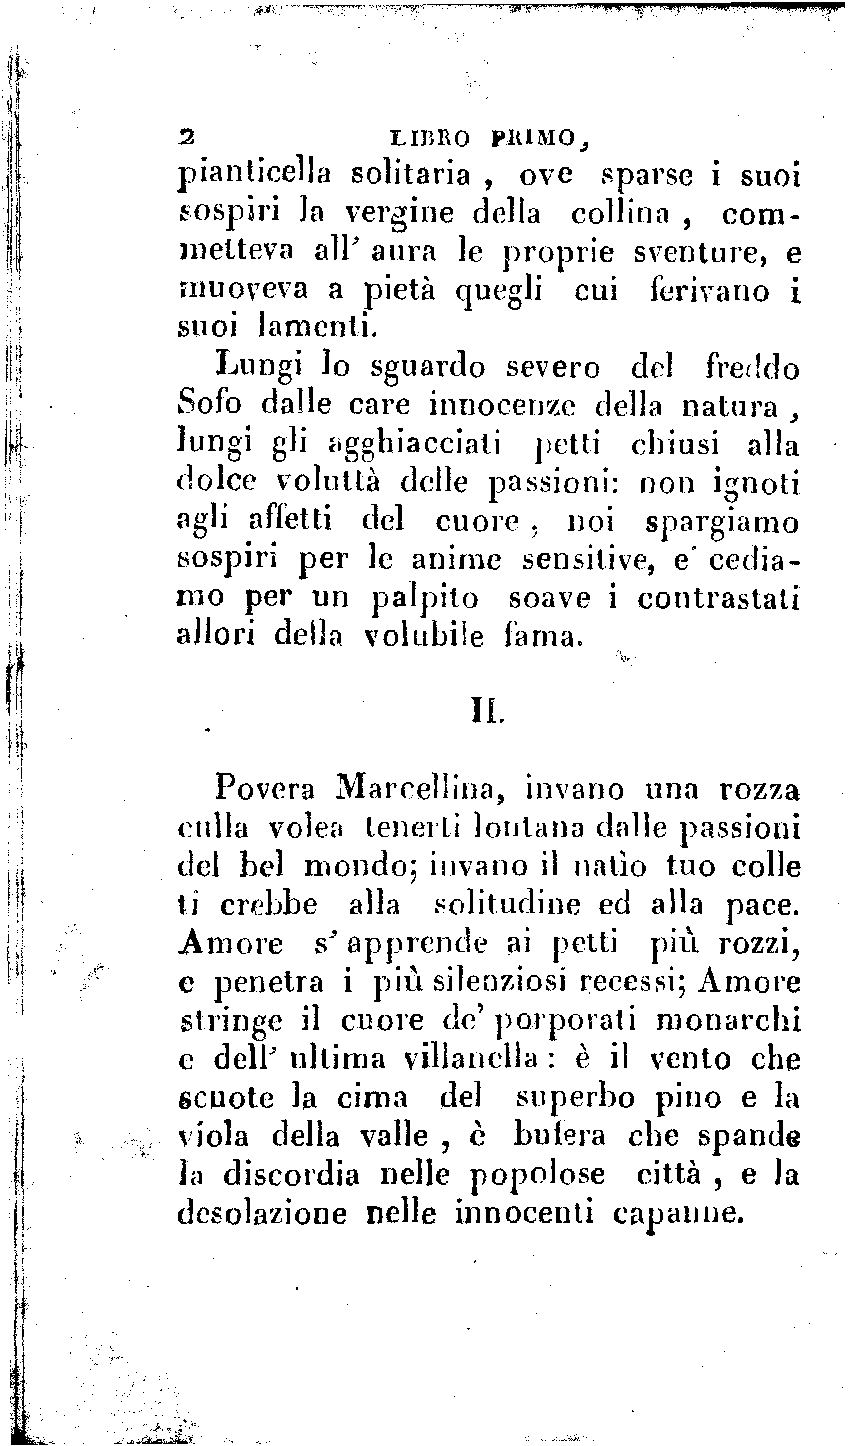 2 LIBRO PRIMO,
pianticella solitaria , ove sparse i suoi
sospiri la vergine della collina , com-
metteva all' aura le proprie sventure, e
muoveva a pietà quegli cui ferivano i
suoi lamenti.
Lungi lo sguardo severo del freddo
Sofo dalle care innocenze della natura ,
lungi gli agghiacciati petti chiusi alla
dolce voluttà delle passioni: non ignoti
agli affetti del cuore , noi spargiamo
sospiri per le anime sensitive, e cedia-
mo per un palpito soave i contrastati
allori della volubile fama.
II.
Povera Marcellina, invano una rozza
culla volea tenerti lontana dalle passioni
del bel mondo; invano il natìo tuo colle
ti crebbe alla solitudine ed alla pace.
Amore s' apprende ai petti più rozzi,
e penetra i più silenziosi recessi; Amore
stringe il cuore de' porporati monarchi
e dell' ultima villanella : è il vento che
scuote la cima del superbo pino e la
viola della valle , è bufera che spande
la discordia nelle popolose città , e la
desolazione nelle innocenti capanne.